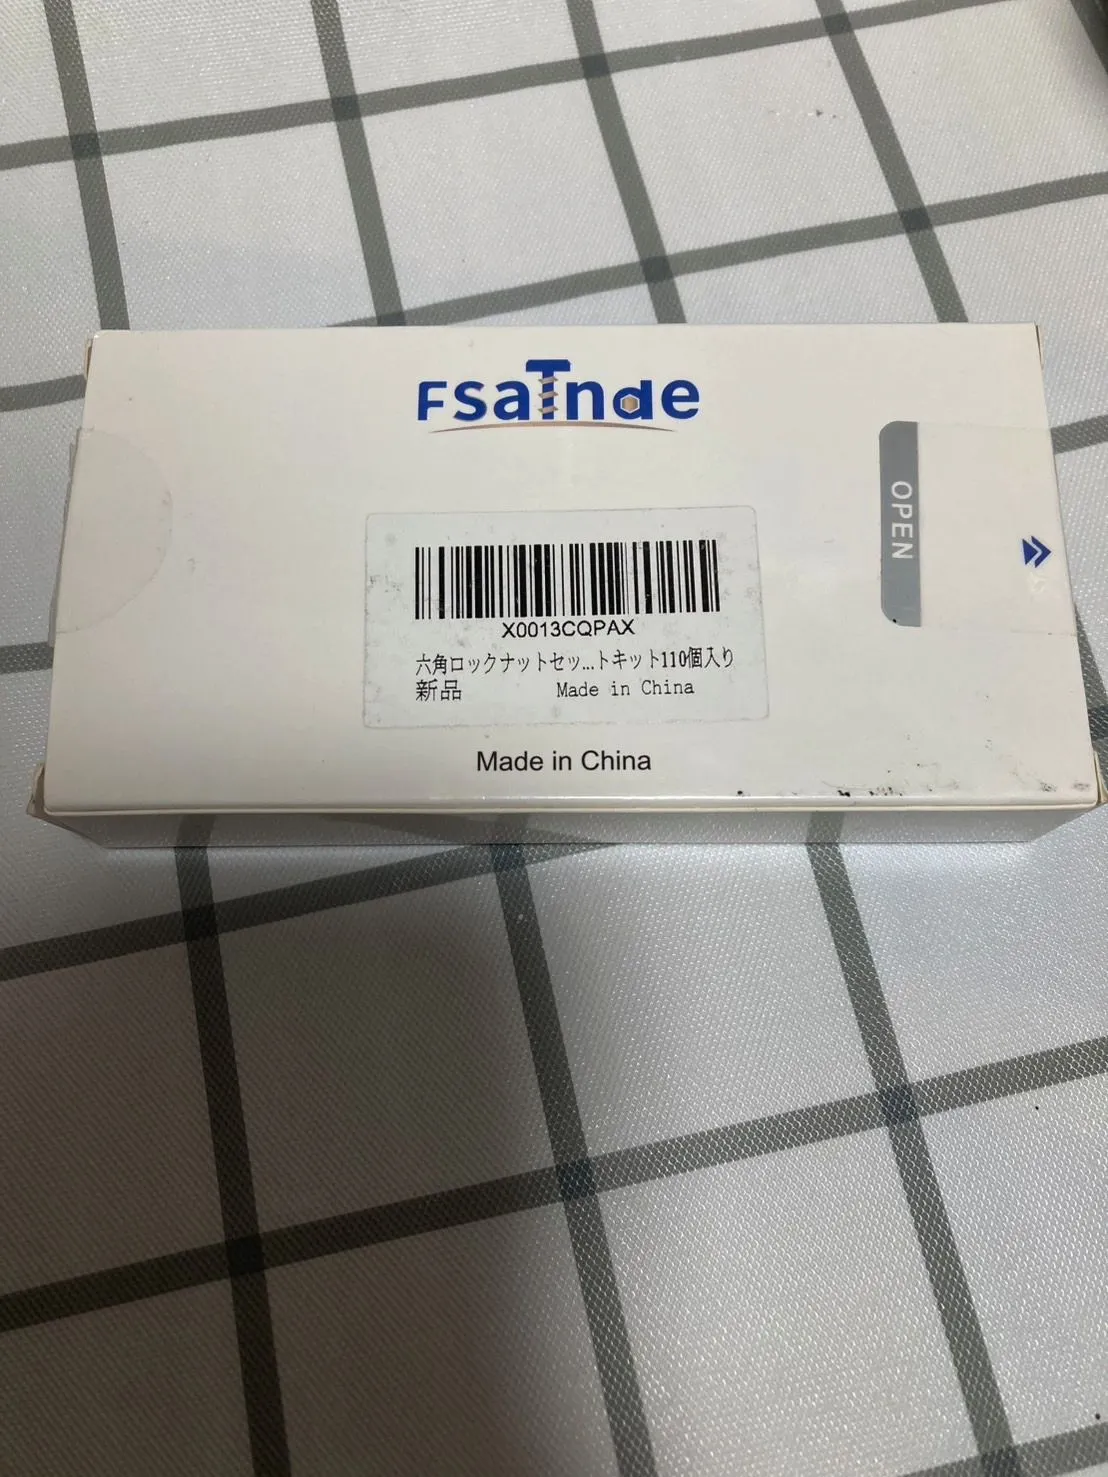 FsaTnde
OPEN
X0013CQPAX
六角ロックナットセッ...トキット110個入り
新品 Made in China
Made in China